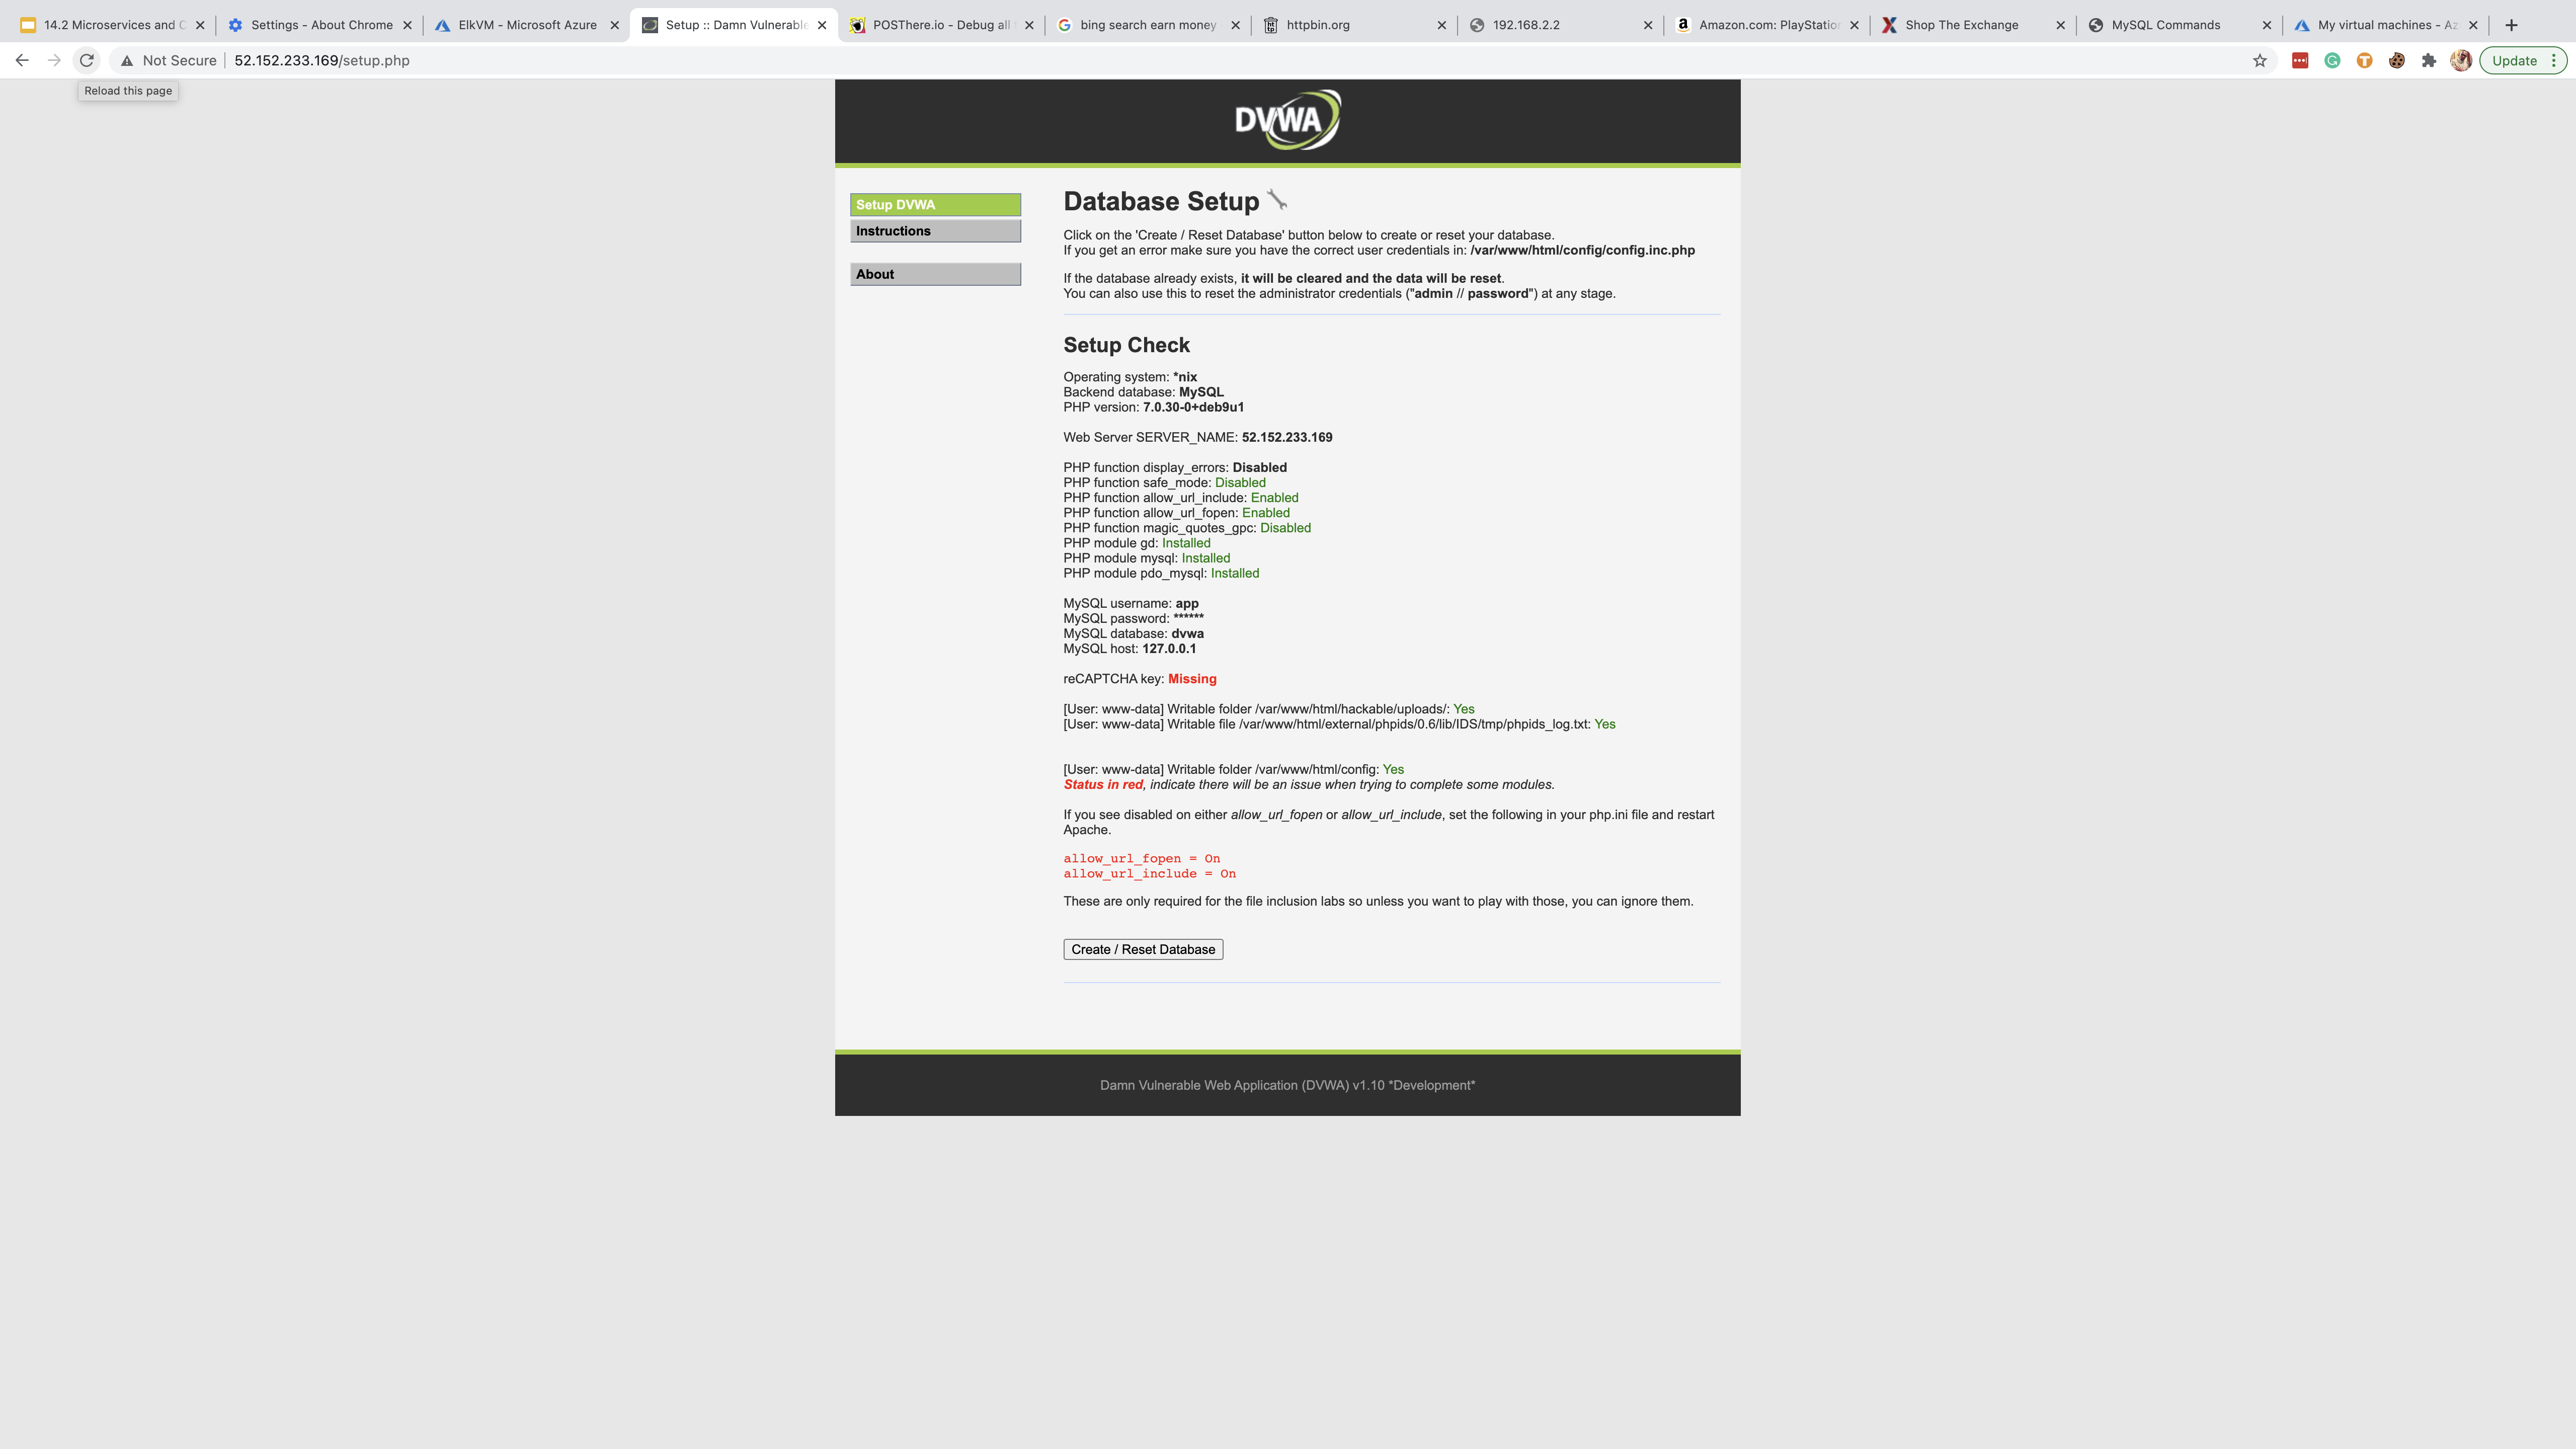 14.2 Microservices and C
Settings - About Chrome
ElkVM - Microsoft Azure
Setup :: Damn Vulnerable
POSThere.io - Debug all
bing search earn money
httpbin.org
192.168.2.2
Amazon.com: PlayStation
Shop The Exchange
MySQL Commands
My virtual machines - Az
Not Secure
52.152.233.169/setup.php
Update
Reload this page
DVWA
Setup DVWA
Instructions
About
Database Setup
Click on the 'Create / Reset Database' button below to create or reset your database.
If you get an error make sure you have the correct user credentials in: /var/www/html/config/config.inc.php
If the database already exists, it will be cleared and the data will be reset.
You can also use this to reset the administrator credentials ("admin // password") at any stage.
Setup Check
Operating system: *nix
Backend database: MySQL
PHP version: 7.0.30-0+deb9u1
Web Server SERVER_NAME: 52.152.233.169
PHP function display_errors: Disabled
PHP function safe_mode: Disabled
PHP function allow_url_include: Enabled
PHP function allow_url_fopen: Enabled
PHP function magic_quotes_gpc: Disabled
PHP module gd: Installed
PHP module mysql: Installed
PHP module pdo_mysql: Installed
MySQL username: app
MySQL password: ******
MySQL database: dvwa
MySQL host: 127.0.0.1
reCAPTCHA key: Missing
[User: www-data] Writable folder /var/www/html/hackable/uploads/: Yes
[User: www-data] Writable file /var/www/html/external/phpids/0.6/lib/IDS/tmp/phpids_log.txt: Yes
[User: www-data] Writable folder /var/www/html/config: Yes
Status in red, indicate there will be an issue when trying to complete some modules.
If you see disabled on either allow_url_fopen or allow_url_include, set the following in your php.ini file and restart
Apache.
allow_url_fopen = On
allow_url_include = On
These are only required for the file inclusion labs so unless you want to play with those, you can ignore them.
Create / Reset Database
Damn Vulnerable Web Application (DVWA) v1.10 *Development*